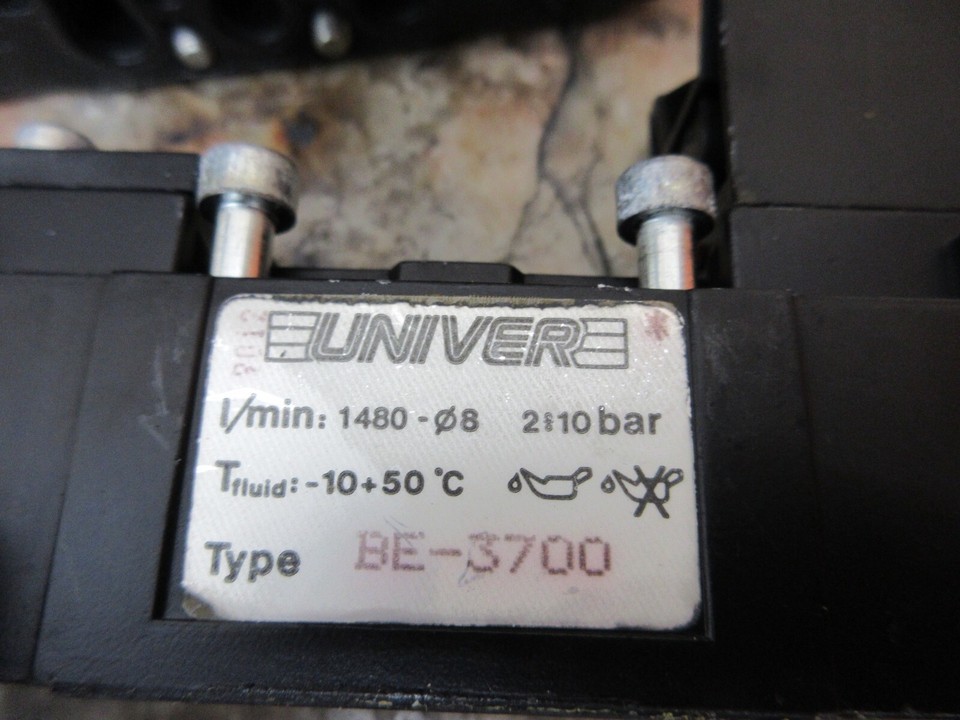 UNIVER
l/min: 1480 - Ø8 2÷10 bar
Tfluid: -10+50 °C
Type BE-3700